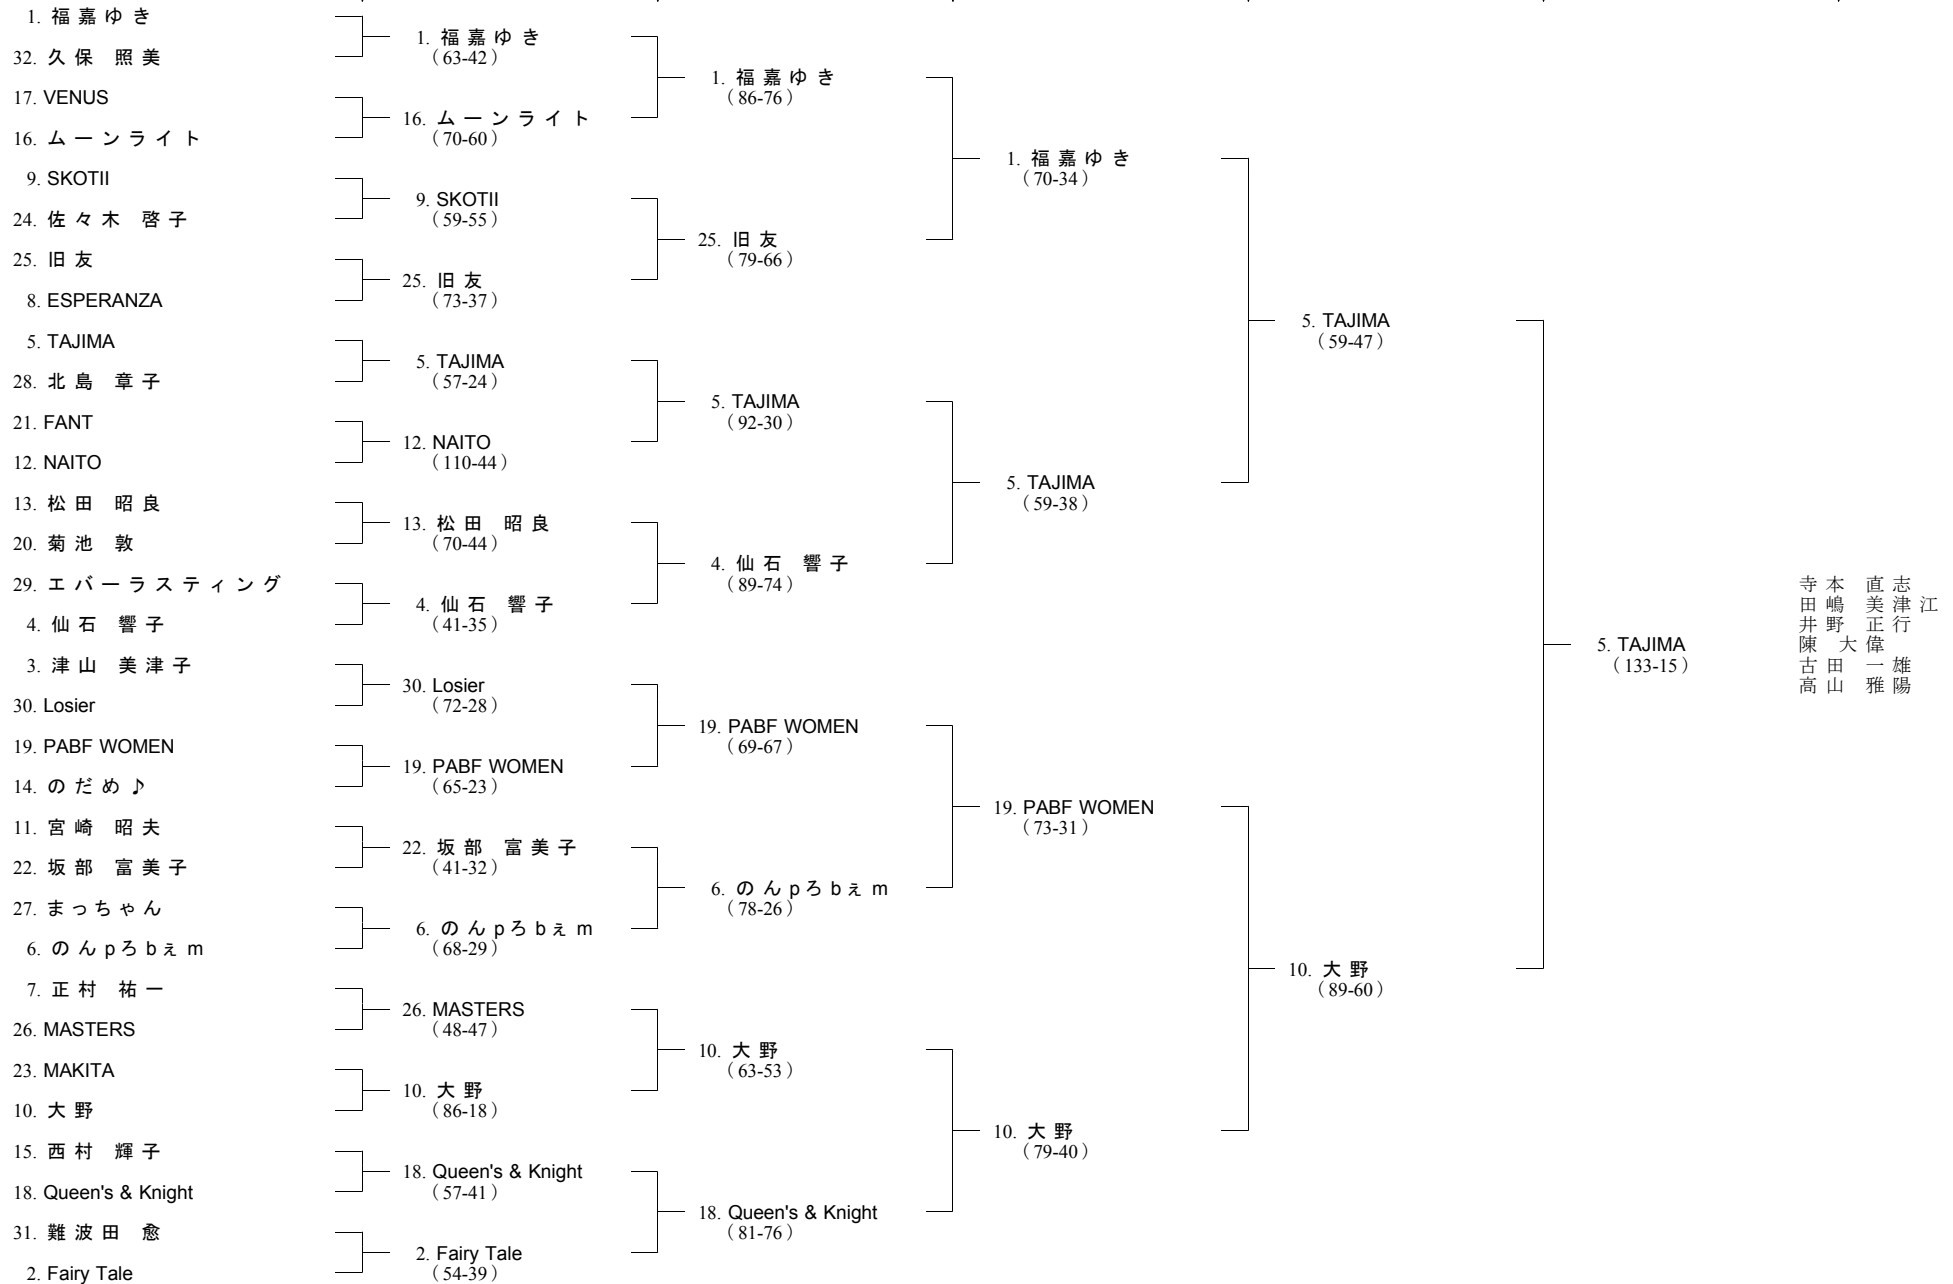 1. 福嘉ゆき
32. 久保 照美
17. VENUS
16. ムーンライト
9. SKOTII
24. 佐々木 啓子
25. 旧友
8. ESPERANZA
5. TAJIMA
28. 北島 章子
21. FANT
12. NAITO
13. 松田 昭良
20. 菊池 敦
29. エバーラスティング
4. 仙石 響子
3. 津山 美津子
30. Losier
19. PABF WOMEN
14. のだめ♪
11. 宮崎 昭夫
22. 坂部 富美子
27. まっちゃん
6. のんpろbぇm
7. 正村 祐一
26. MASTERS
23. MAKITA
10. 大野
15. 西村 輝子
18. Queen's & Knight
31. 難波田 愈
2. Fairy Tale
1. 福嘉ゆき
(63-42)
16. ムーンライト
(70-60)
9. SKOTII
(59-55)
25. 旧友
(73-37)
5. TAJIMA
(57-24)
12. NAITO
(110-44)
13. 松田 昭良
(70-44)
4. 仙石 響子
(41-35)
30. Losier
(72-28)
19. PABF WOMEN
(65-23)
22. 坂部 富美子
(41-32)
6. のんpろbぇm
(68-29)
26. MASTERS
(48-47)
10. 大野
(86-18)
18. Queen's & Knight
(57-41)
2. Fairy Tale
(54-39)
1. 福嘉ゆき
(86-76)
25. 旧友
(79-66)
5. TAJIMA
(92-30)
4. 仙石 響子
(89-74)
19. PABF WOMEN
(69-67)
6. のんpろbぇm
(78-26)
10. 大野
(63-53)
18. Queen's & Knight
(81-76)
1. 福嘉ゆき
(70-34)
5. TAJIMA
(59-38)
19. PABF WOMEN
(73-31)
10. 大野
(79-40)
5. TAJIMA
(59-47)
10. 大野
(89-60)
5. TAJIMA
(133-15)
寺本 直志
田嶋 美津江
井野 正行
陳 大偉
古田 一雄
高山 雅陽